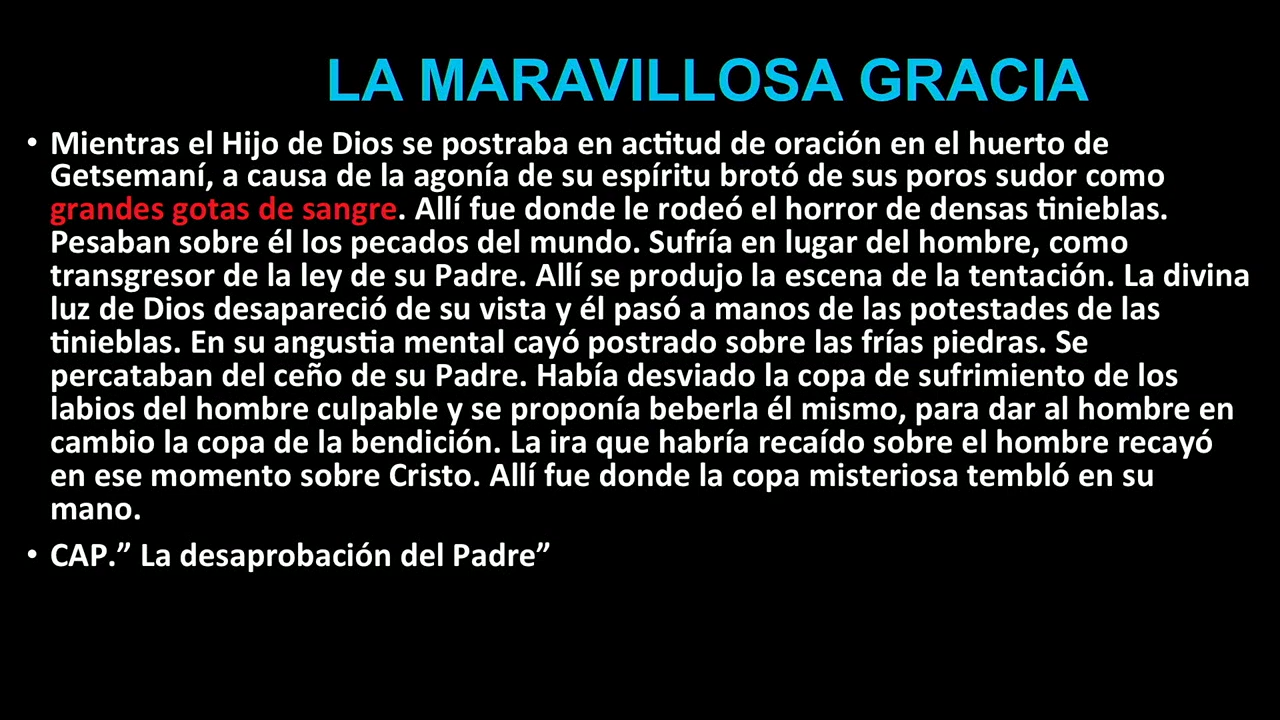 LA MARAVILLOSA GRACIA
• Mientras el Hijo de Dios se postraba en actitud de oración en el huerto de
Getsemaní, a causa de la agonía de su espíritu brotó de sus poros sudor como
grandes gotas de sangre. Allí fue donde le rodeó el horror de densas tinieblas.
Pesaban sobre él los pecados del mundo. Sufría en lugar del hombre, como
transgresor de la ley de su Padre. Allí se produjo la escena de la tentación. La divina
luz de Dios desapareció de su vista y él pasó a manos de las potestades de las
tinieblas. En su angustia mental cayó postrado sobre las frías piedras. Se
percataban del ceño de su Padre. Había desviado la copa de sufrimiento de los
labios del hombre culpable y se proponía beberla él mismo, para dar al hombre en
cambio la copa de la bendición. La ira que habría recaído sobre el hombre recayó
en ese momento sobre Cristo. Allí fue donde la copa misteriosa tembló en su
mano.
• CAP.” La desaprobación del Padre”